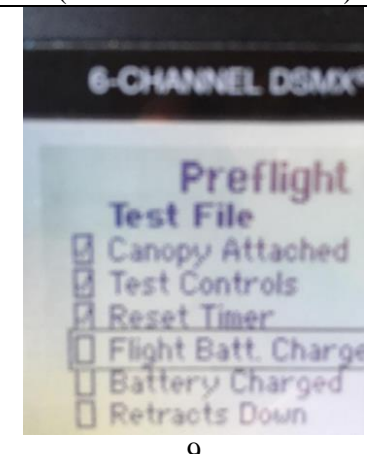 6-CHANNEL DSMX®
Preflight
Test File
Canopy Attached
Test Controls
Reset Timer
Flight Batt. Charge
Battery Charged
Retracts Down
9